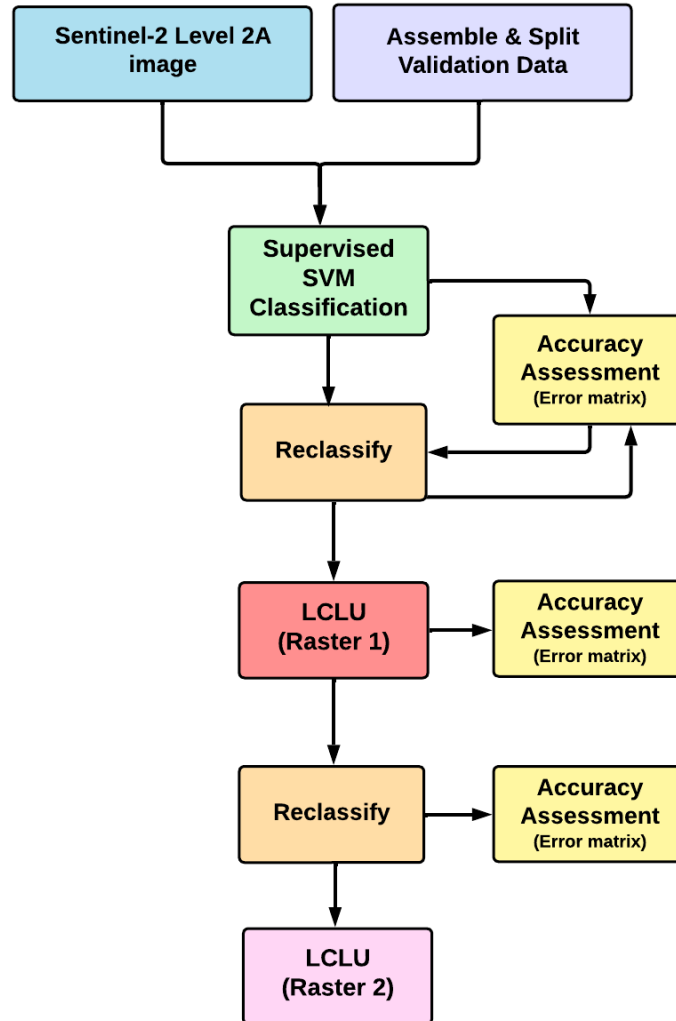 Sentinel-2 Level 2A
image
Assemble & Split
Validation Data
Supervised
SVM
Classification
Accuracy
Assessment
(Error matrix)
Reclassify
LCLU
(Raster 1)
Accuracy
Assessment
(Error matrix)
Reclassify
Accuracy
Assessment
(Error matrix)
LCLU
(Raster 2)